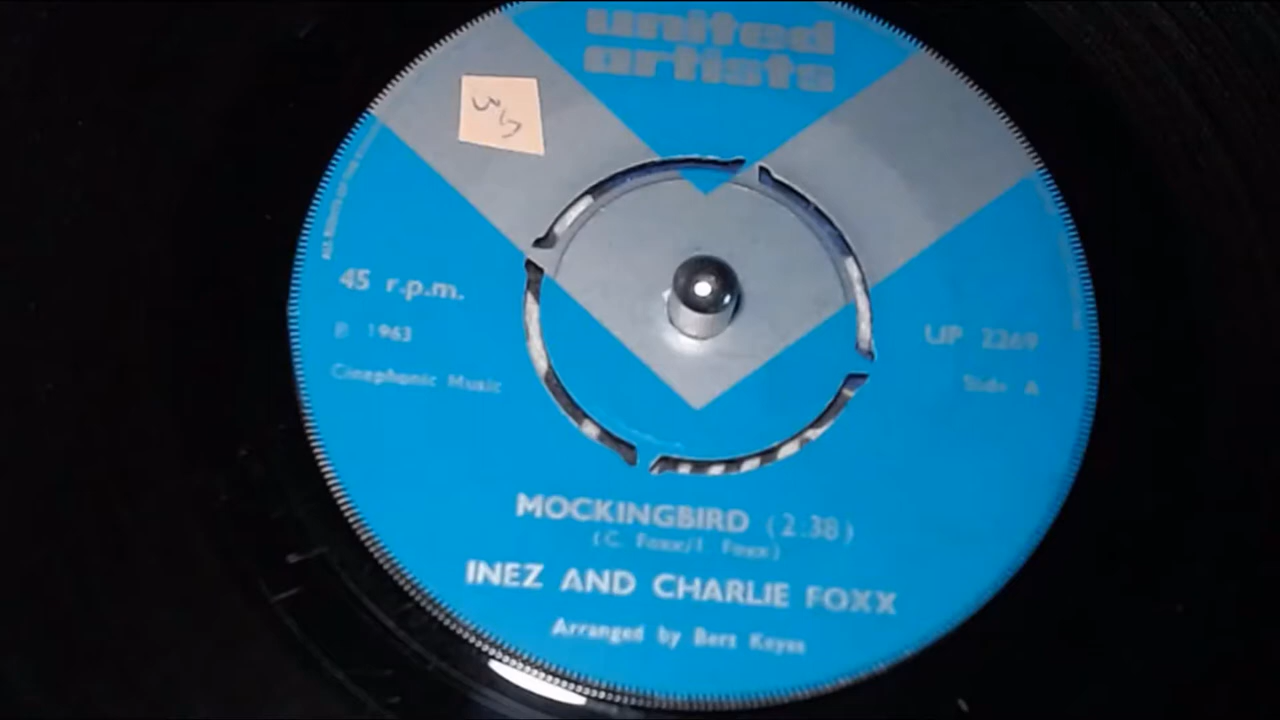 united
artists
45 r.p.m.
℗ 1963
Cinephonic Music
UP 2269
Side A
MOCKINGBIRD (2.38)
(C. Foxx/I. Foxx)
INEZ AND CHARLIE FOXX
Arranged by Bert Keyes